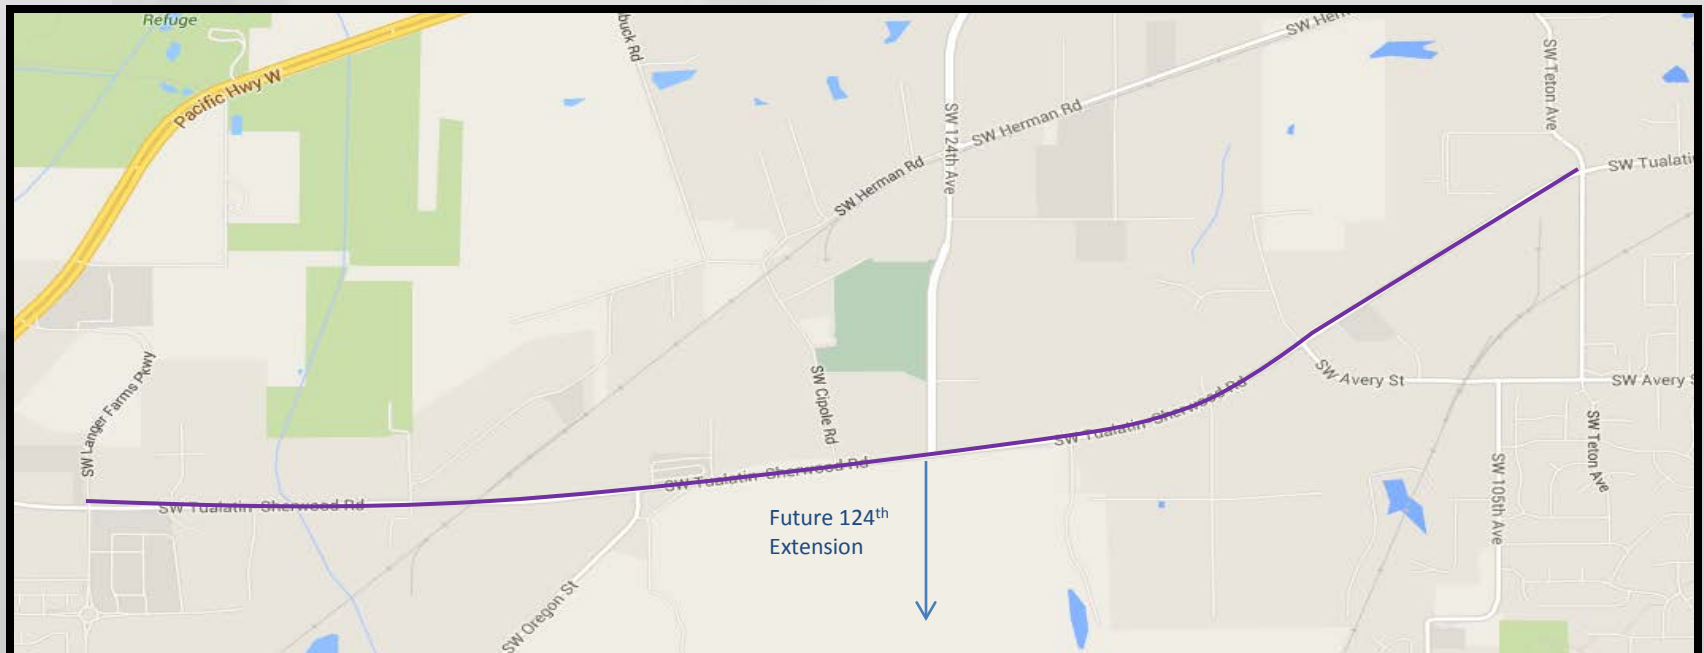 Refuge
buck Rd
SW Her
SW Teton Ave
Pacific Hwy W
SW 124th Ave
SW Herman Rd
SW Herman Rd
SW Tualati
SW Langer Farms Pkwy
SW Cipole Rd
SW Avery St
SW Avery S
SW Tualatin-Sherwood Rd
SW Tualatin-Sherwood Rd
SW Tualatin-Sherwood Rd
SW Teton Ave
SW 105th Ave
Future 124th
Extension
SW Oregon St